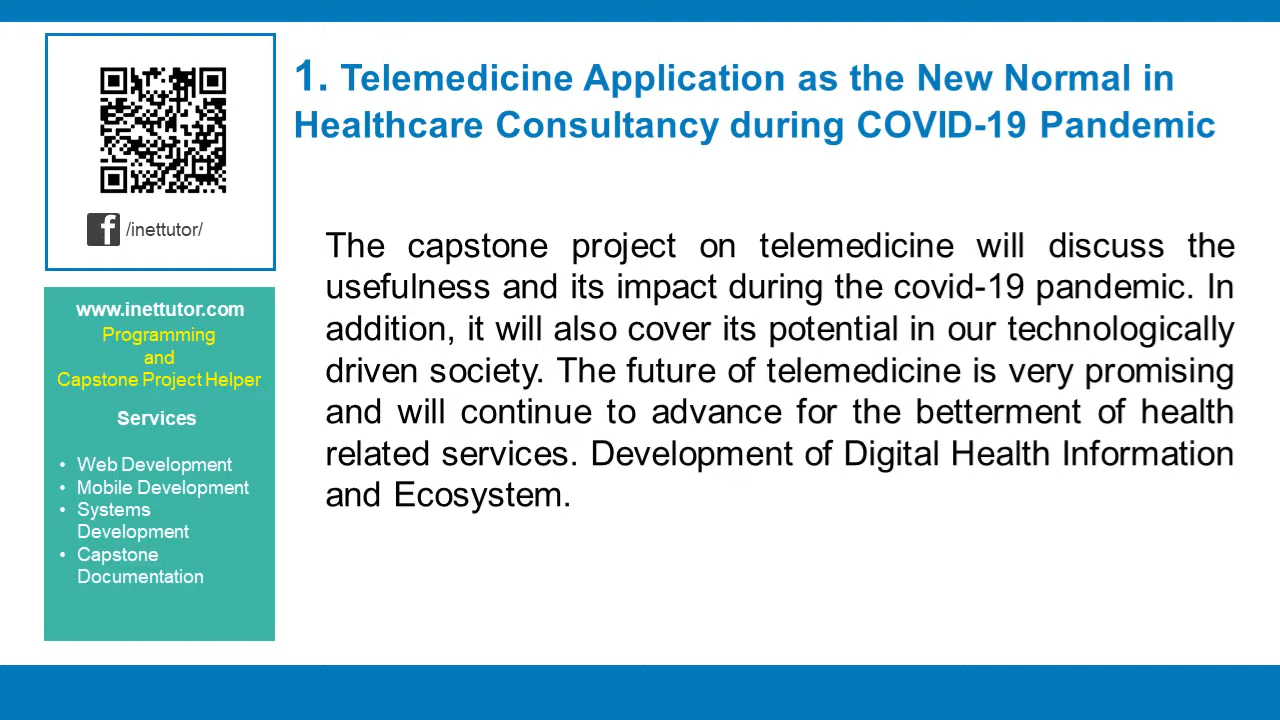 1. Telemedicine Application as the New Normal in
Healthcare Consultancy during COVID-19 Pandemic
f /inettutor/
www.inettutor.com
Programming
and
Capstone Project Helper
Services
• Web Development
• Mobile Development
• Systems
Development
• Capstone
Documentation
The capstone project on telemedicine will discuss the
usefulness and its impact during the covid-19 pandemic. In
addition, it will also cover its potential in our technologically
driven society. The future of telemedicine is very promising
and will continue to advance for the betterment of health
related services. Development of Digital Health Information
and Ecosystem.